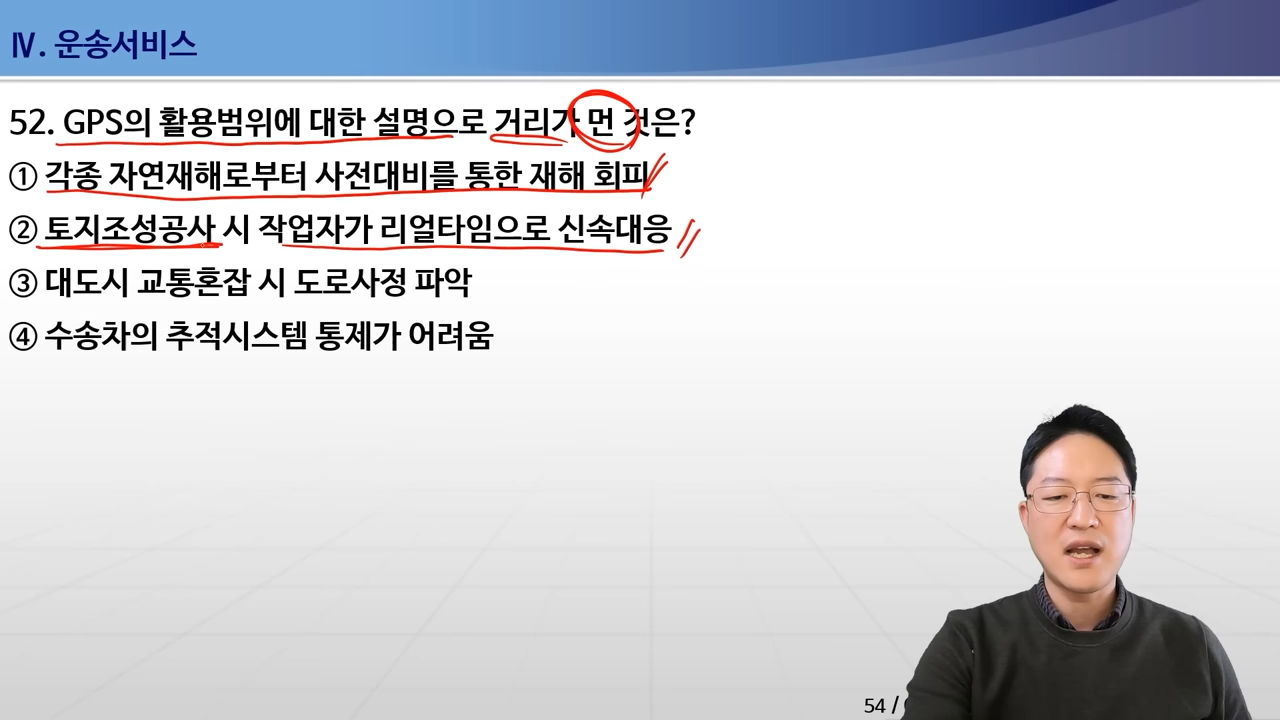 Ⅳ. 운송서비스
52. GPS의 활용범위에 대한 설명으로 거리가 먼 것은?
① 각종 자연재해로부터 사전대비를 통한 재해 회피
② 토지조성공사 시 작업자가 리얼타임으로 신속대응
③ 대도시 교통혼잡 시 도로사정 파악
④ 수송차의 추적시스템 통제가 어려움
54 /